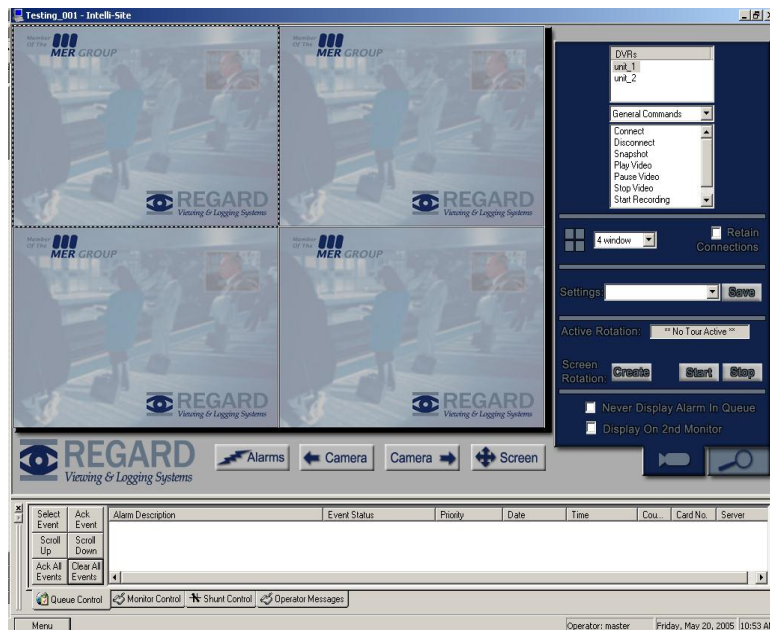 Testing_001 - Intelli-Site
Member Of The
MER GROUP
REGARD
Viewing & Logging Systems
Member Of The
MER GROUP
REGARD
Viewing & Logging Systems
Member Of The
MER GROUP
REGARD
Viewing & Logging Systems
Member Of The
MER GROUP
REGARD
Viewing & Logging Systems
DVRs
unit_1
unit_2
General Commands
Connect
Disconnect
Snapshot
Play Video
Pause Video
Stop Video
Start Recording
4 window
Retain Connections
Settings: Save
Active Rotation: ** No Tour Active **
Screen Rotation: Create Start Stop
Never Display Alarm In Queue
Display On 2nd Monitor
REGARD
Viewing & Logging Systems
Alarms Camera Camera Screen
Select Event Ack Event
Scroll Up Scroll Down
Ack All Events Clear All Events
Alarm Description Event Status Priority Date Time Cou... Card No. Server
Queue Control Monitor Control Shunt Control Operator Messages
Menu Operator: master Friday, May 20, 2005 10:53 AM